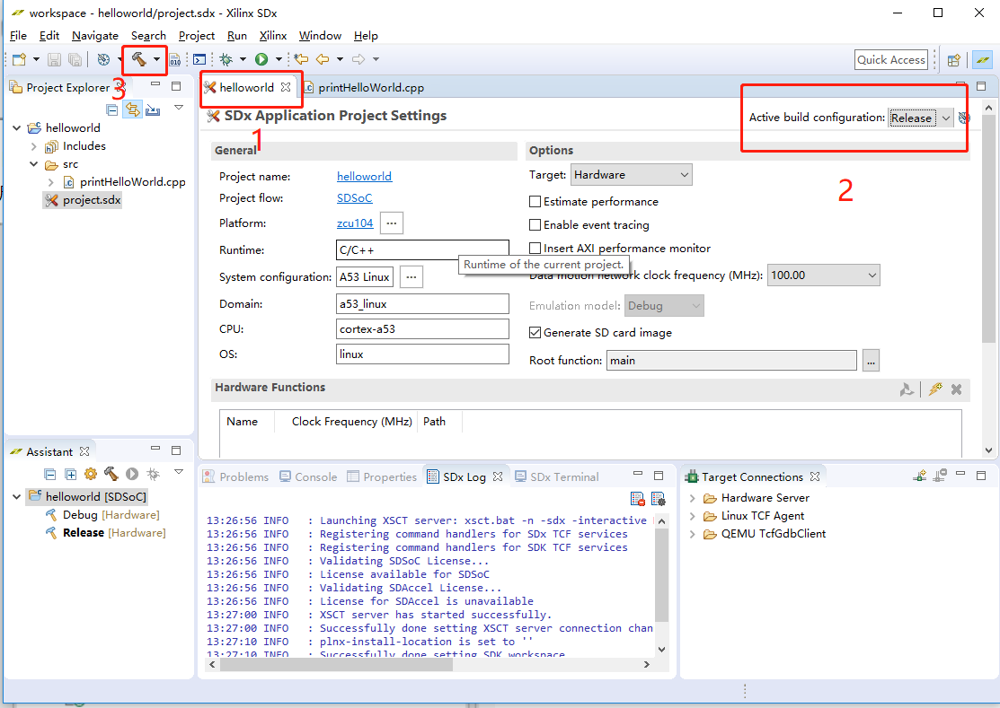 workspace - helloworld/project.sdx - Xilinx SDx
File Edit Navigate Search Project Run Xilinx Window Help
010
Quick Access
Project Explorer
3
helloworld
printHelloWorld.cpp
SDx Application Project Settings
1
Active build configuration: Release
2
helloworld
Includes
src
printHelloWorld.cpp
project.sdx
General
Project name: helloworld
Project flow: SDSoC
Platform: zcu104 ...
Runtime: C/C++
Runtime of the current project.
System configuration: A53 Linux ...
Domain: a53_linux
CPU: cortex-a53
OS: linux
Options
Target: Hardware
Estimate performance
Enable event tracing
Insert AXI performance monitor
Data motion network clock frequency (MHz): 100.00
Emulation model: Debug
Generate SD card image
Root function: main ...
Hardware Functions
Name Clock Frequency (MHz) Path
Assistant
helloworld [SDSoC]
Debug [Hardware]
Release [Hardware]
Problems Console Properties SDx Log SDx Terminal
13:26:56 INFO : Launching XSCT server: xsct.bat -n -sdx -interactive
13:26:56 INFO : Registering command handlers for SDx TCF services
13:26:56 INFO : Registering command handlers for SDK TCF services
13:26:56 INFO : Validating SDSoC License...
13:26:56 INFO : License available for SDSoC
13:26:56 INFO : Validating SDAccel License...
13:26:56 INFO : License for SDAccel is unavailable
13:27:00 INFO : XSCT server has started successfully.
13:27:00 INFO : Successfully done setting XSCT server connection chan
13:27:10 INFO : plnx-install-location is set to ''
13:27:10 INFO : Successfully done setting SDK workspace
Target Connections
Hardware Server
Linux TCF Agent
QEMU TcfGdbClient